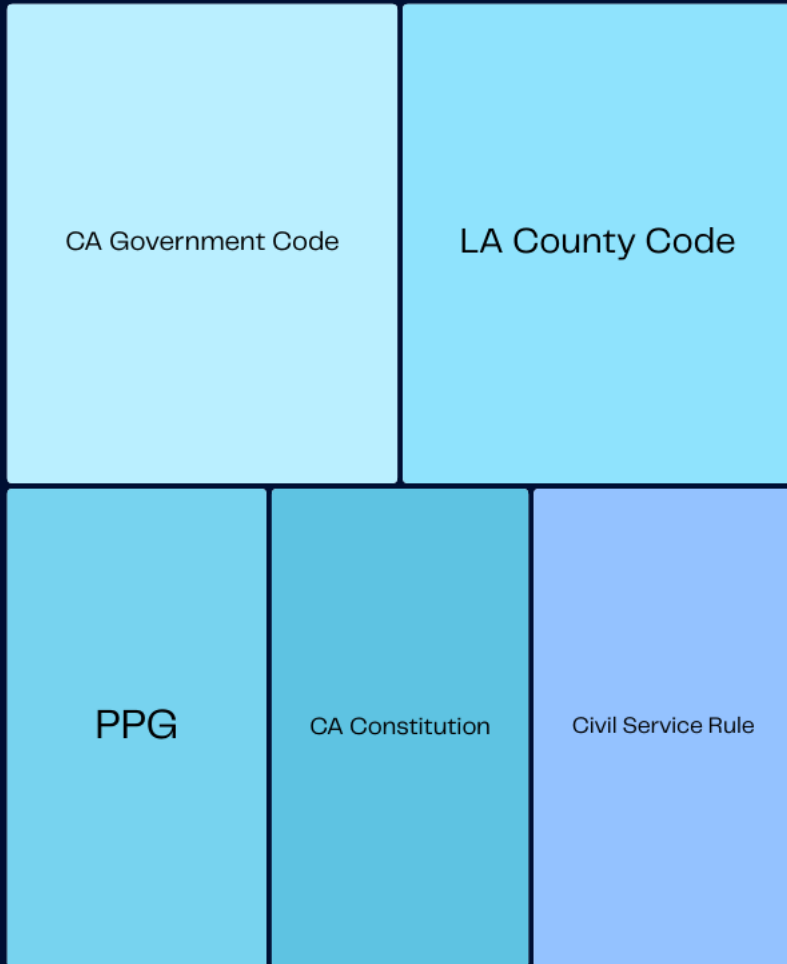 CA Government Code
LA County Code
PPG
CA Constitution
Civil Service Rule